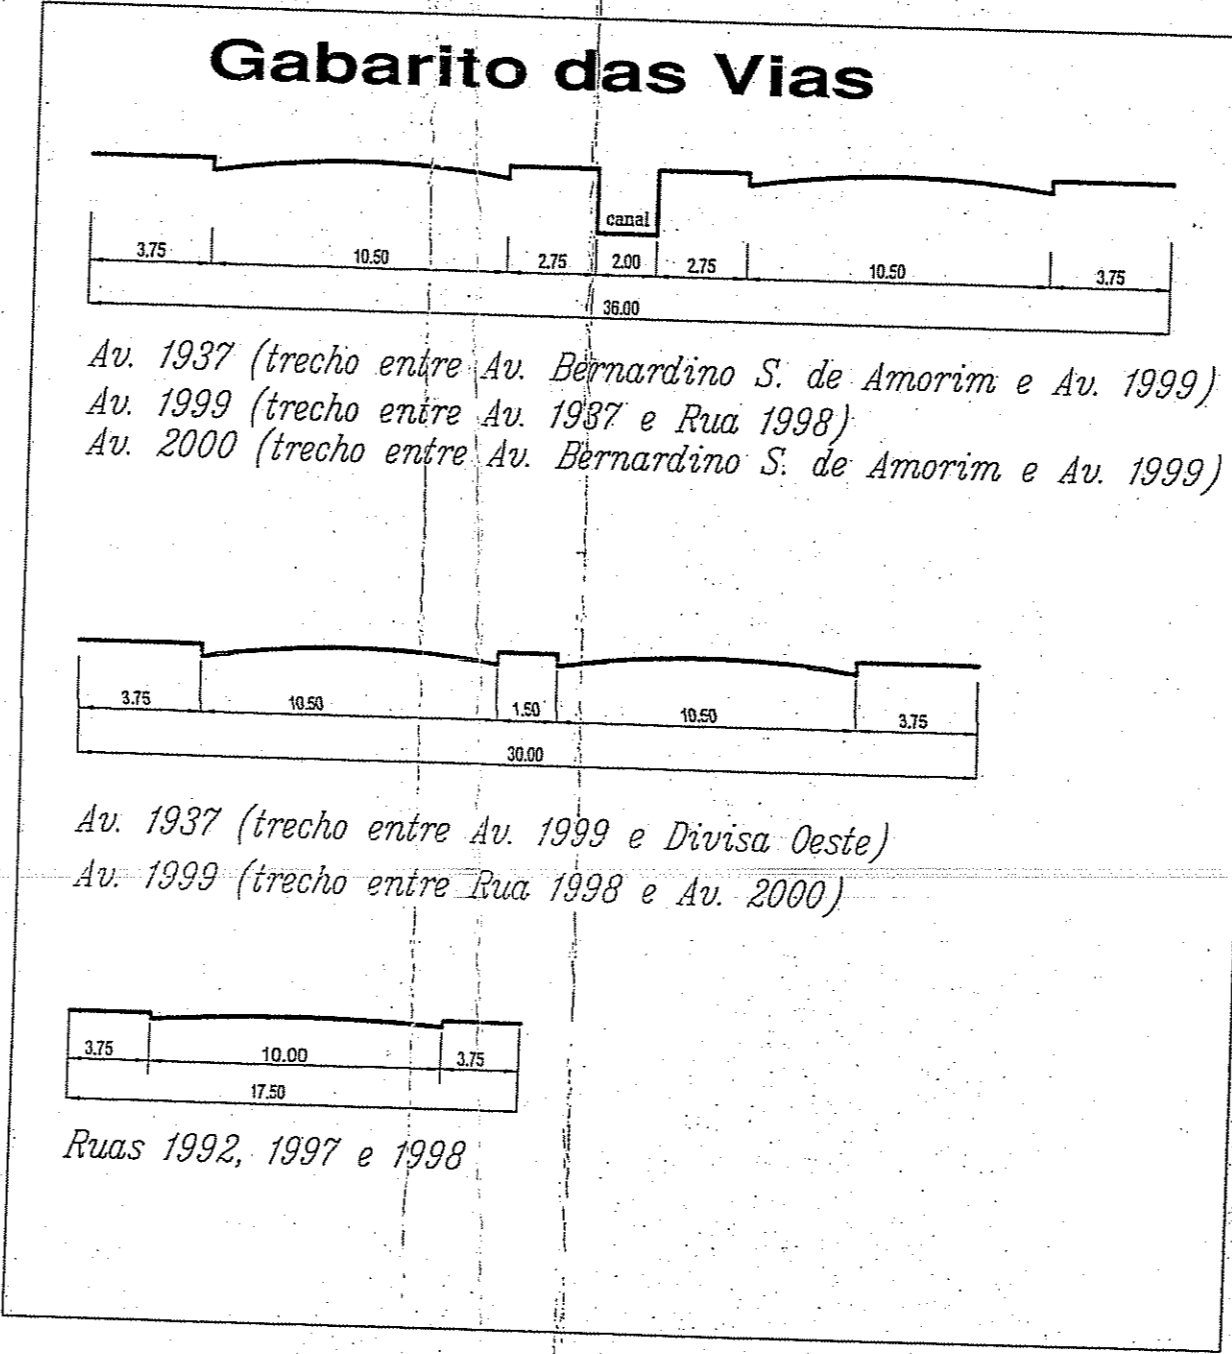 Gabarito das Vias
canal
3.75 10.50 2.75 2.00 2.75 10.50 3.75
36.00
Av. 1937 (trecho entre Av. Bernardino S. de Amorim e Av. 1999)
Av. 1999 (trecho entre Av. 1937 e Rua 1998)
Av. 2000 (trecho entre Av. Bernardino S. de Amorim e Av. 1999)
3.75 10.50 1.50 10.50 3.75
30.00
Av. 1937 (trecho entre Av. 1999 e Divisa Oeste)
Av. 1999 (trecho entre Rua 1998 e Av. 2000)
3.75 10.00 3.75
17.50
Ruas 1992, 1997 e 1998